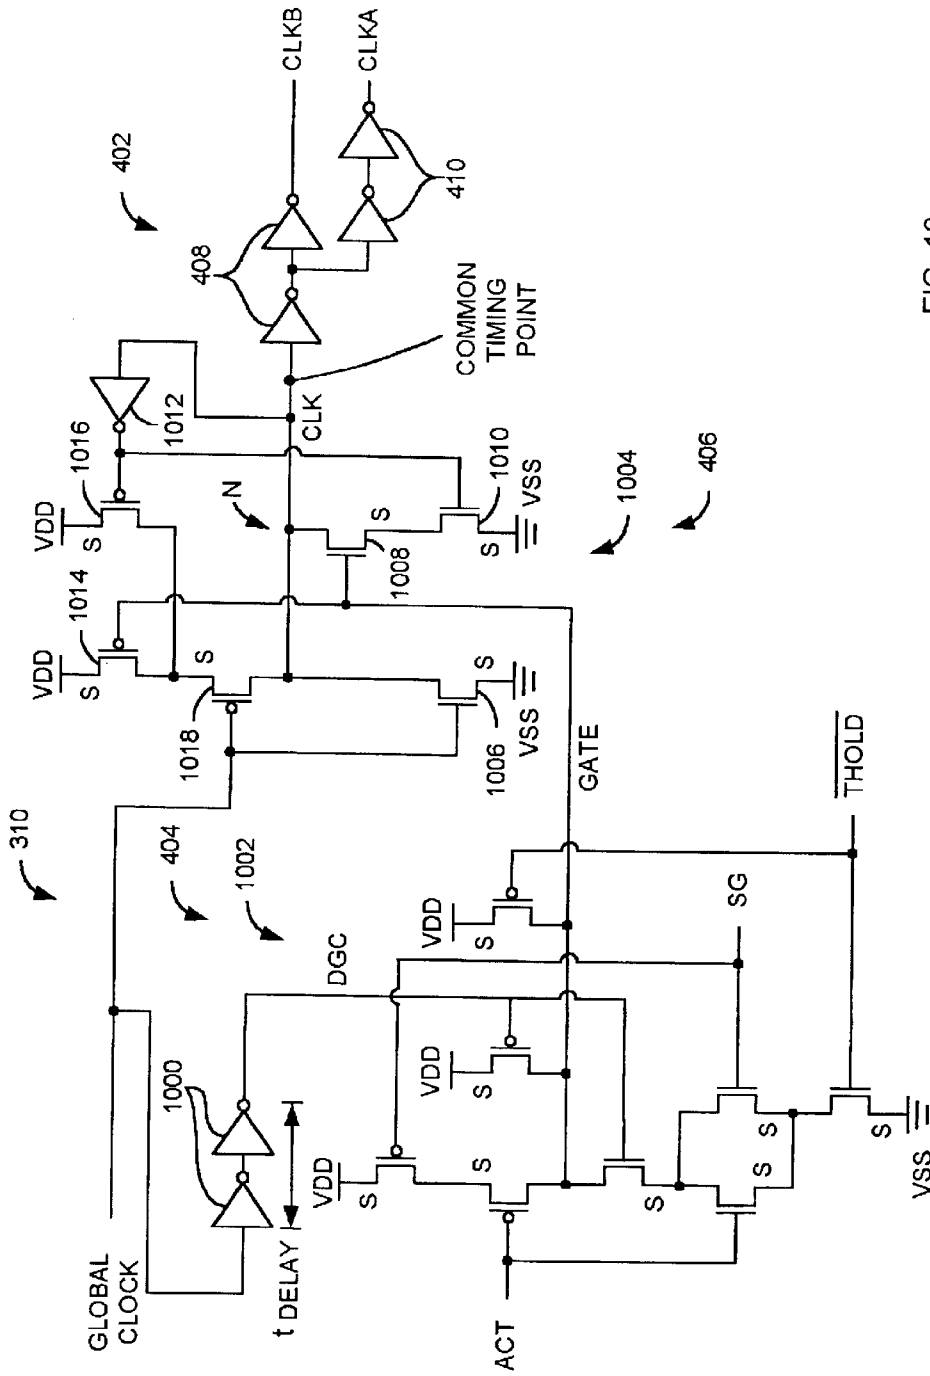 310
402
404
1002
GLOBAL
CLOCK
1000
t DELAY
DGC
VDD
S
1014
VDD
S
1016
1012
1018
S
N
CLK
408
CLKB
CLKA
410
COMMON
TIMING
POINT
1006
S
VSS
1008
S
1010
S
VSS
1004
406
GATE
VDD
S
S
VDD
S
VDD
S
ACT
S
S
S
S
VSS
SG
THOLD